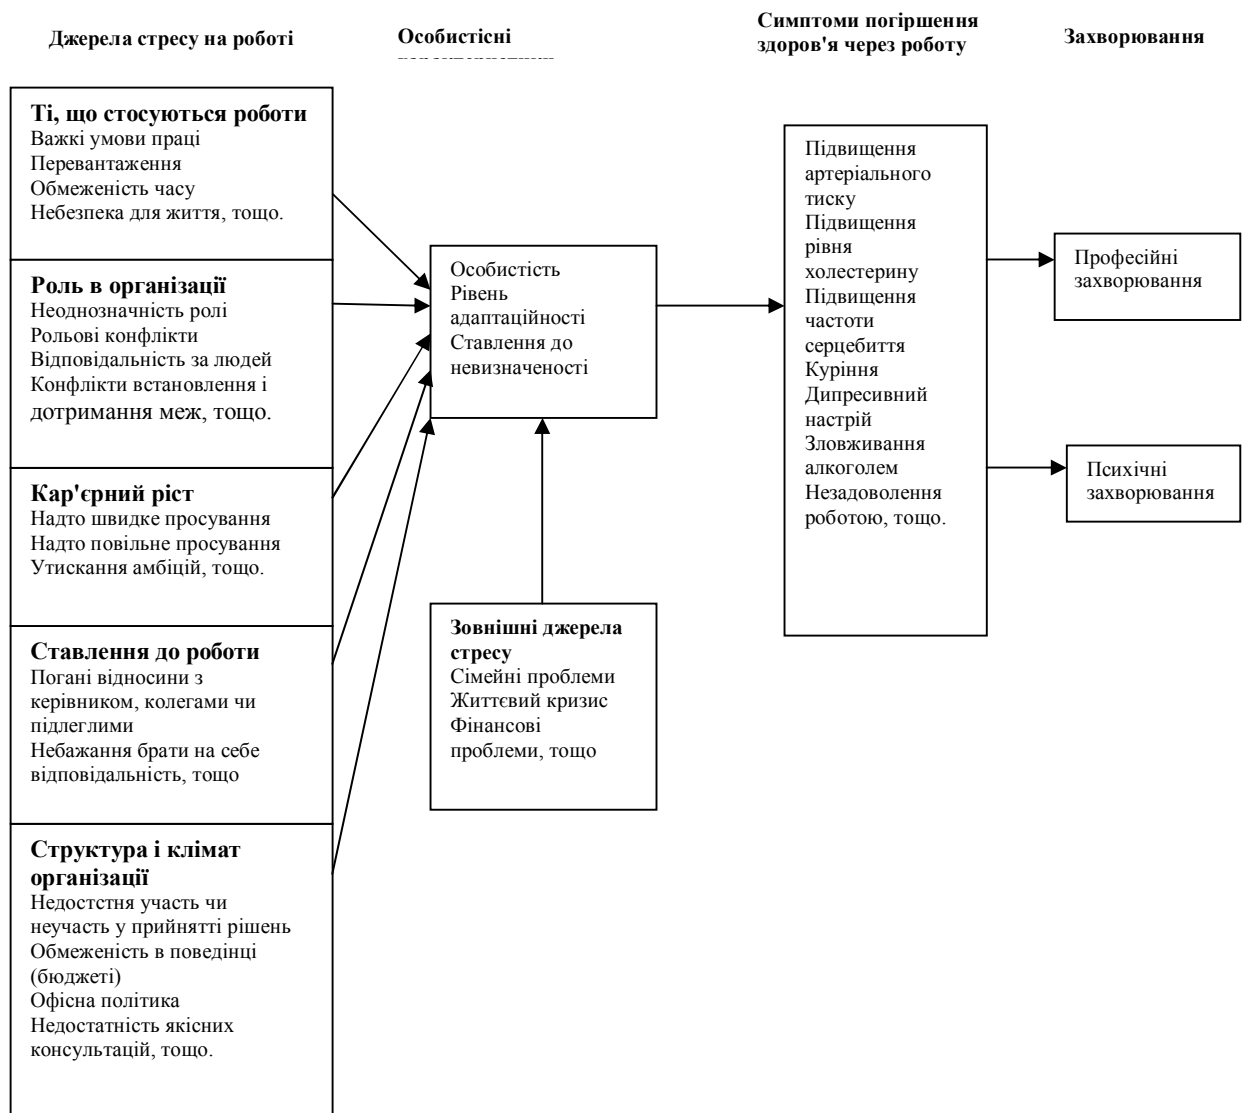 Джерела стресу на роботі
Особистісні
Симптоми погіршення
здоров'я через роботу
Захворювання
Ті, що стосуються роботи
Важкі умови праці
Перевантаження
Обмеженість часу
Небезпека для життя, тощо.
Роль в організації
Неоднозначність ролі
Рольові конфлікти
Відповідальність за людей
Конфлікти встановлення і
дотримання меж, тощо.
Кар'єрний ріст
Надто швидке просування
Надто повільне просування
Утискання амбіцій, тощо.
Ставлення до роботи
Погані відносини з
керівником, колегами чи
підлеглими
Небажання брати на себе
відповідальність, тощо
Структура і клімат
організації
Недостстня участь чи
неучасть у прийнятті рішень
Обмеженість в поведінці
(бюджеті)
Офісна політика
Недостатність якісних
консультацій, тощо.
Особистість
Рівень
адаптаційності
Ставлення до
невизначеності
Зовнішні джерела
стресу
Сімейні проблеми
Життєвий кризис
Фінансові
проблеми, тощо
Підвищення
артеріального
тиску
Підвищення
рівня
холестерину
Підвищення
частоти
серцебиття
Куріння
Дипресивний
настрій
Зловживання
алкоголем
Незадоволення
роботою, тощо.
Професійні
захворювання
Психічні
захворювання